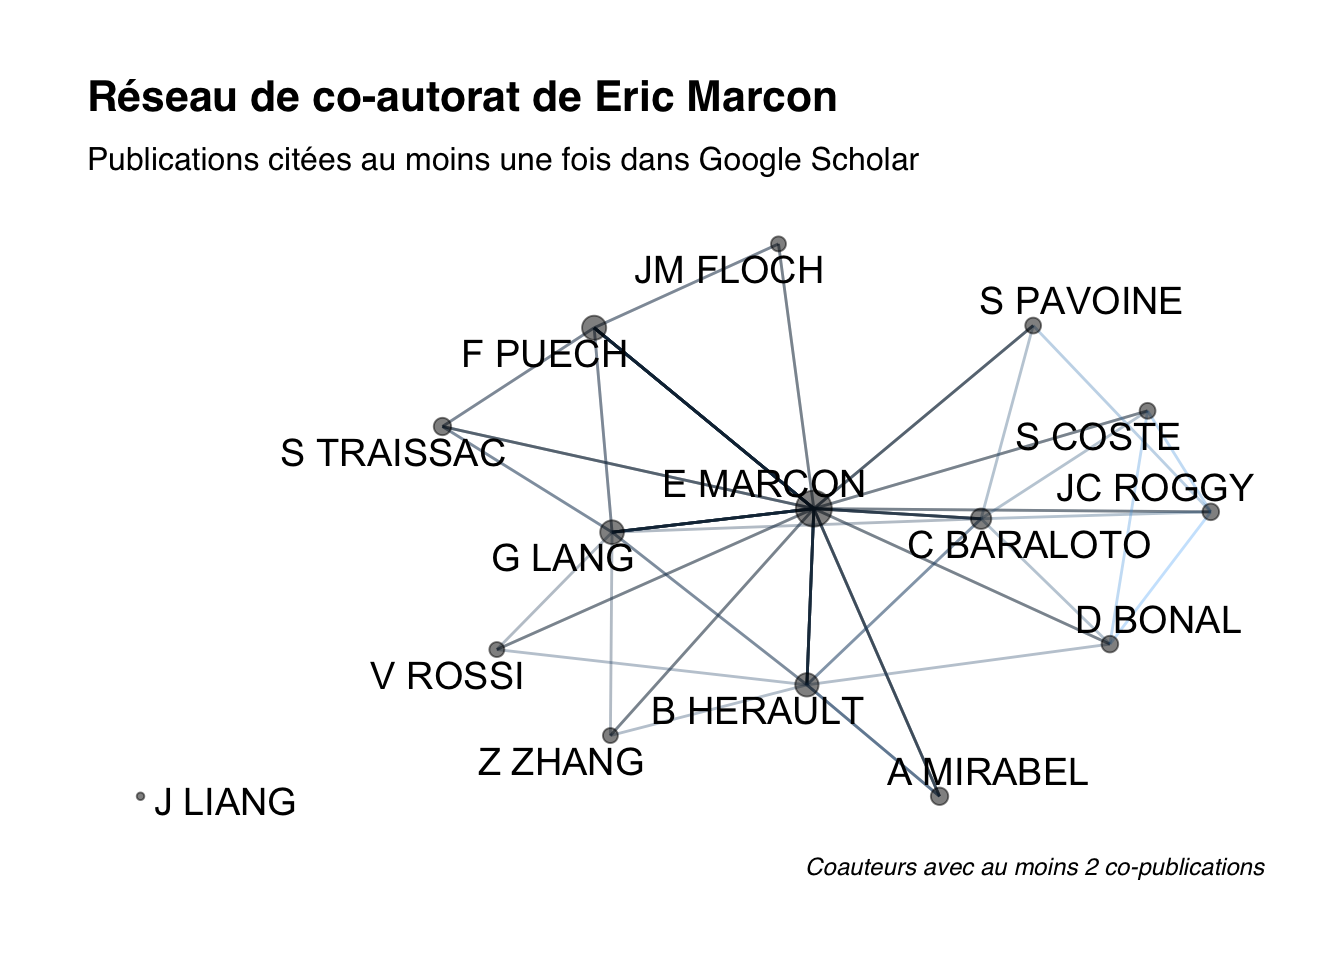 Réseau de co-autorat de Eric Marcon
Publications citées au moins une fois dans Google Scholar
JM FLOCH
S PAVOINE
F PUECH
S COSTE
S TRAISSAC
E MARCON
JC ROGGY
G LANG
C BARALOTO
D BONAL
V ROSSI
B HERAULT
Z ZHANG
A MIRABEL
J LIANG
Coauteurs avec au moins 2 co-publications